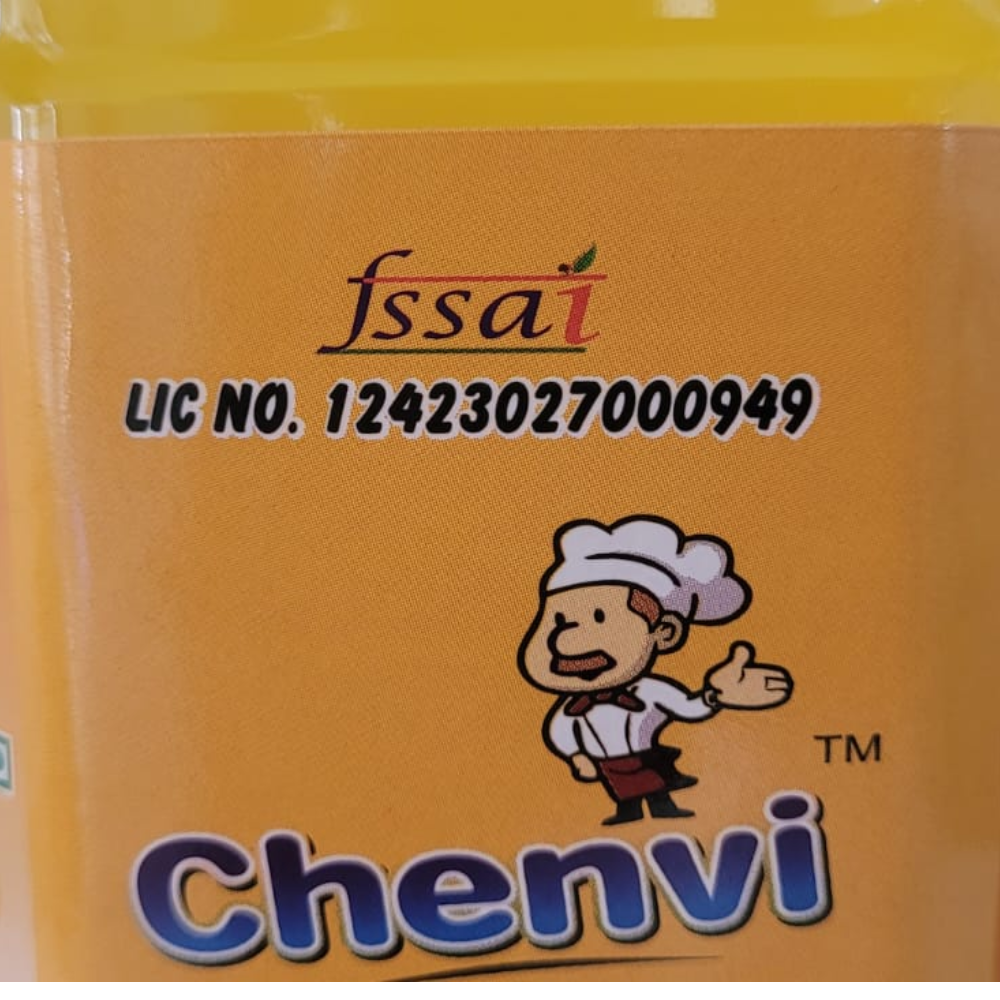 fssai
LIC NO. 12423027000949
TM
Chenvi